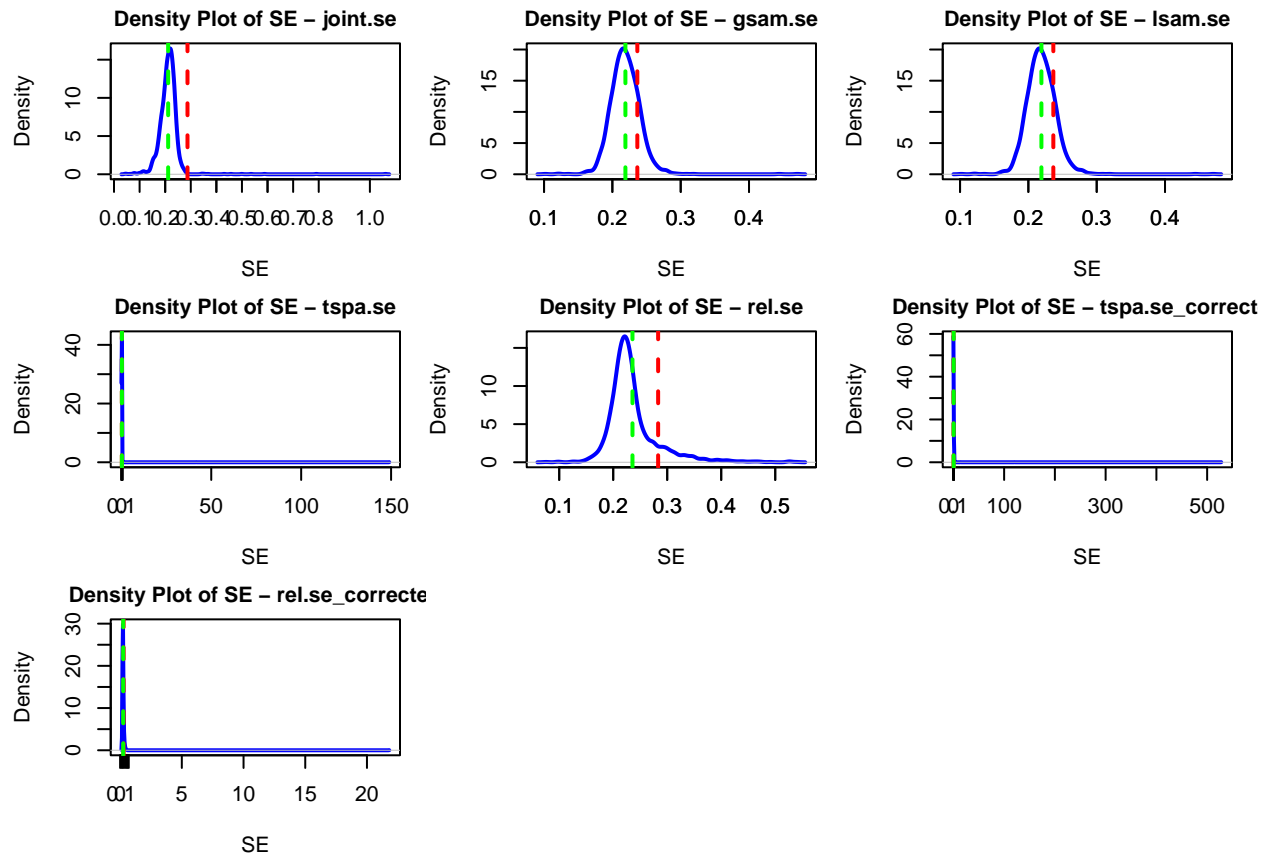 Density Plot of SE – joint.se
Density
0 5 10
0.0 0.1 0.2 0.3 0.4 0.5 0.6 0.7 0.8 1.0
SE
Density Plot of SE – gsam.se
Density
0 5 15
0.1 0.2 0.3 0.4
SE
Density Plot of SE – lsam.se
Density
0 5 15
0.1 0.2 0.3 0.4
SE
Density Plot of SE – tspa.se
Density
0 20 40
0 1 50 100 150
SE
Density Plot of SE – rel.se
Density
0 5 10
0.1 0.2 0.3 0.4 0.5
SE
Density Plot of SE – tspa.se_correct
Density
0 20 40 60
0 1 100 300 500
SE
Density Plot of SE – rel.se_correcte
Density
0 10 20 30
0 1 5 10 15 20
SE